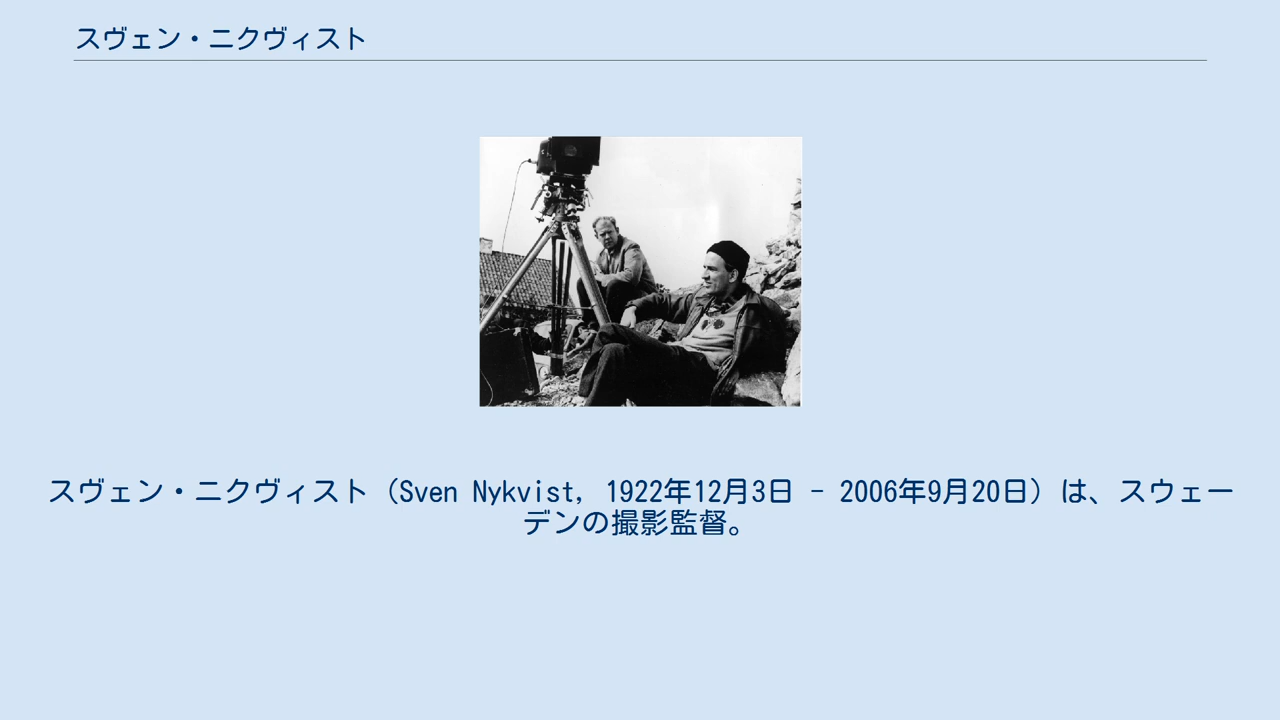 スヴェン・ニクヴィスト
スヴェン・ニクヴィスト（Sven Nykvist, 1922年12月3日 - 2006年9月20日）は、スウェー
デンの撮影監督。